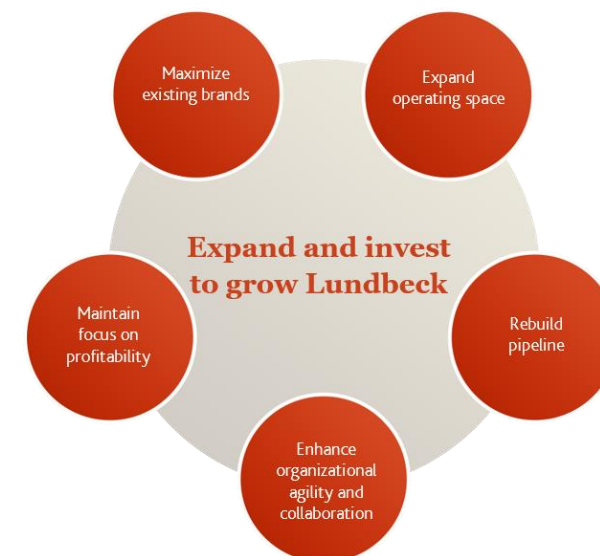 Maximize
existing brands
Expand
operating space
Expand and invest
to grow Lundbeck
Maintain
focus on
profitability
Rebuild
pipeline
Enhance
organizational
agility and
collaboration